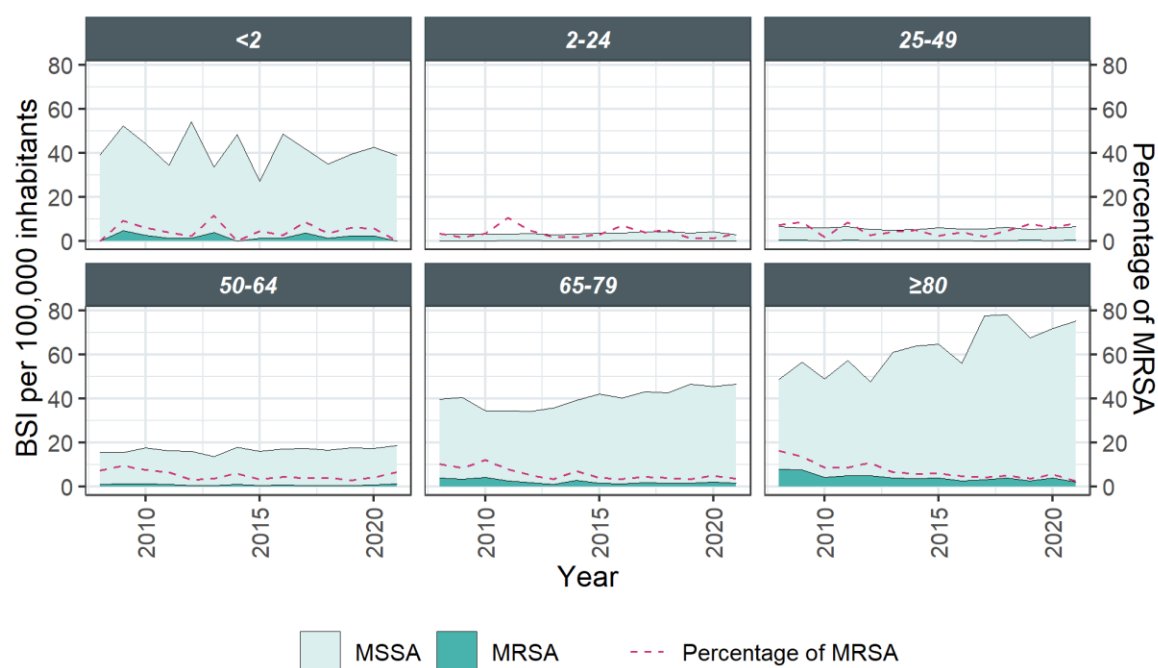 <2 2-24 25-49
80 80
60 60
40 40
20 20
0 0
50-64 65-79 ≥80
80 80
60 60
40 40
20 20
0 0
BSI per 100,000 inhabitants
Percentage of MRSA
2010 2015 2020 2010 2015 2020 2010 2015 2020
Year
MSSA MRSA Percentage of MRSA